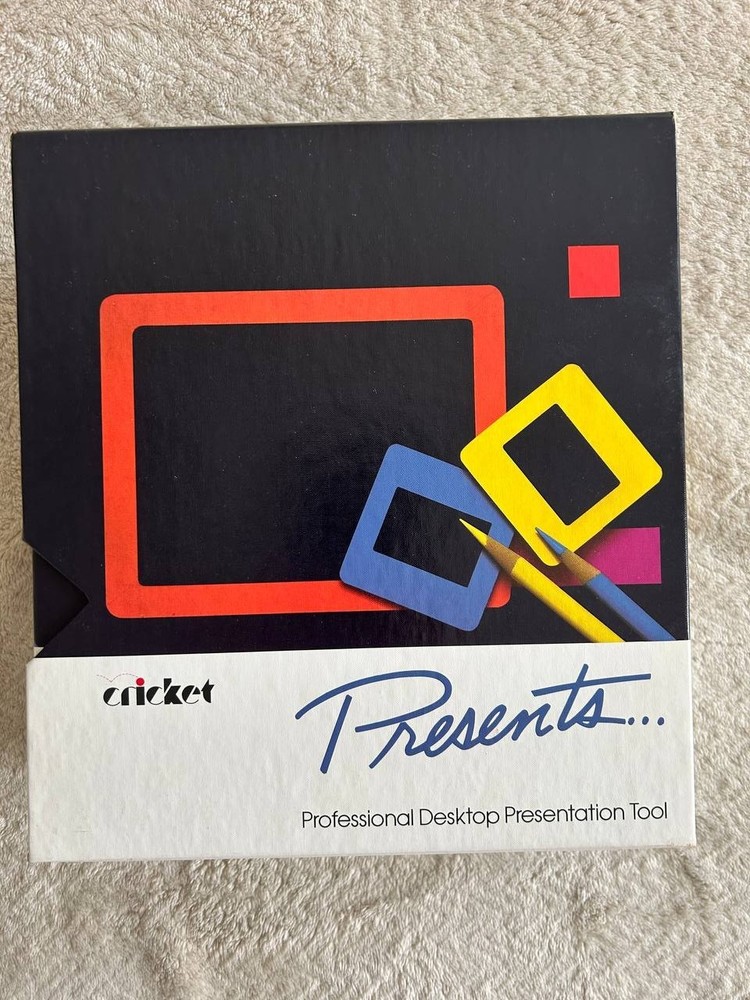 cricket
Presents...
Professional Desktop Presentation Tool